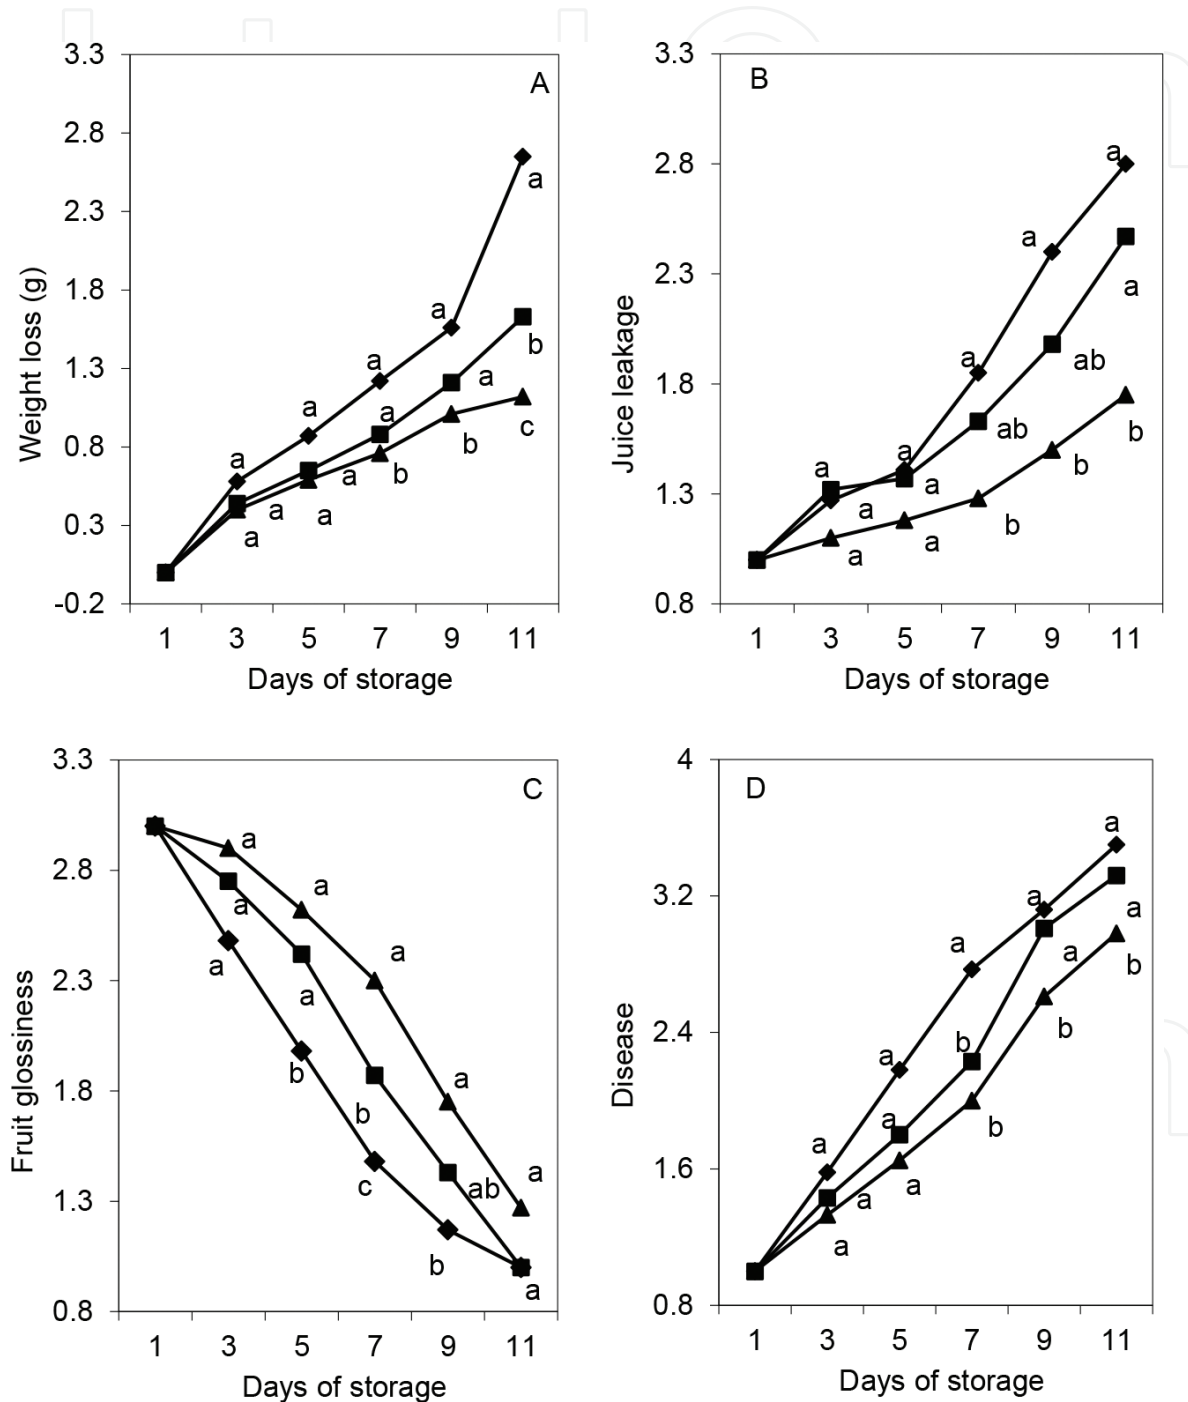 A
3.3
2.8
2.3
1.8
1.3
0.8
0.3
-0.2
Weight loss (g)
a
a
a
a
a
a
b
a
a
b
c
a
a
a
a
b
1 3 5 7 9 11
Days of storage
B
3.3
2.8
2.3
1.8
1.3
0.8
Juice leakage
a
a
a
a
ab
a
a
ab
b
a
a
b
b
a
a
1 3 5 7 9 11
Days of storage
C
3.3
2.8
2.3
1.8
1.3
0.8
Fruit glossiness
a
a
a
a
a
a
a
b
b
a
c
ab
b
a
1 3 5 7 9 11
Days of storage
D
4
3.2
2.4
1.6
0.8
Disease
a
a
a
a
a
b
a
b
b
a
a
b
a
a
a
1 3 5 7 9 11
Days of storage